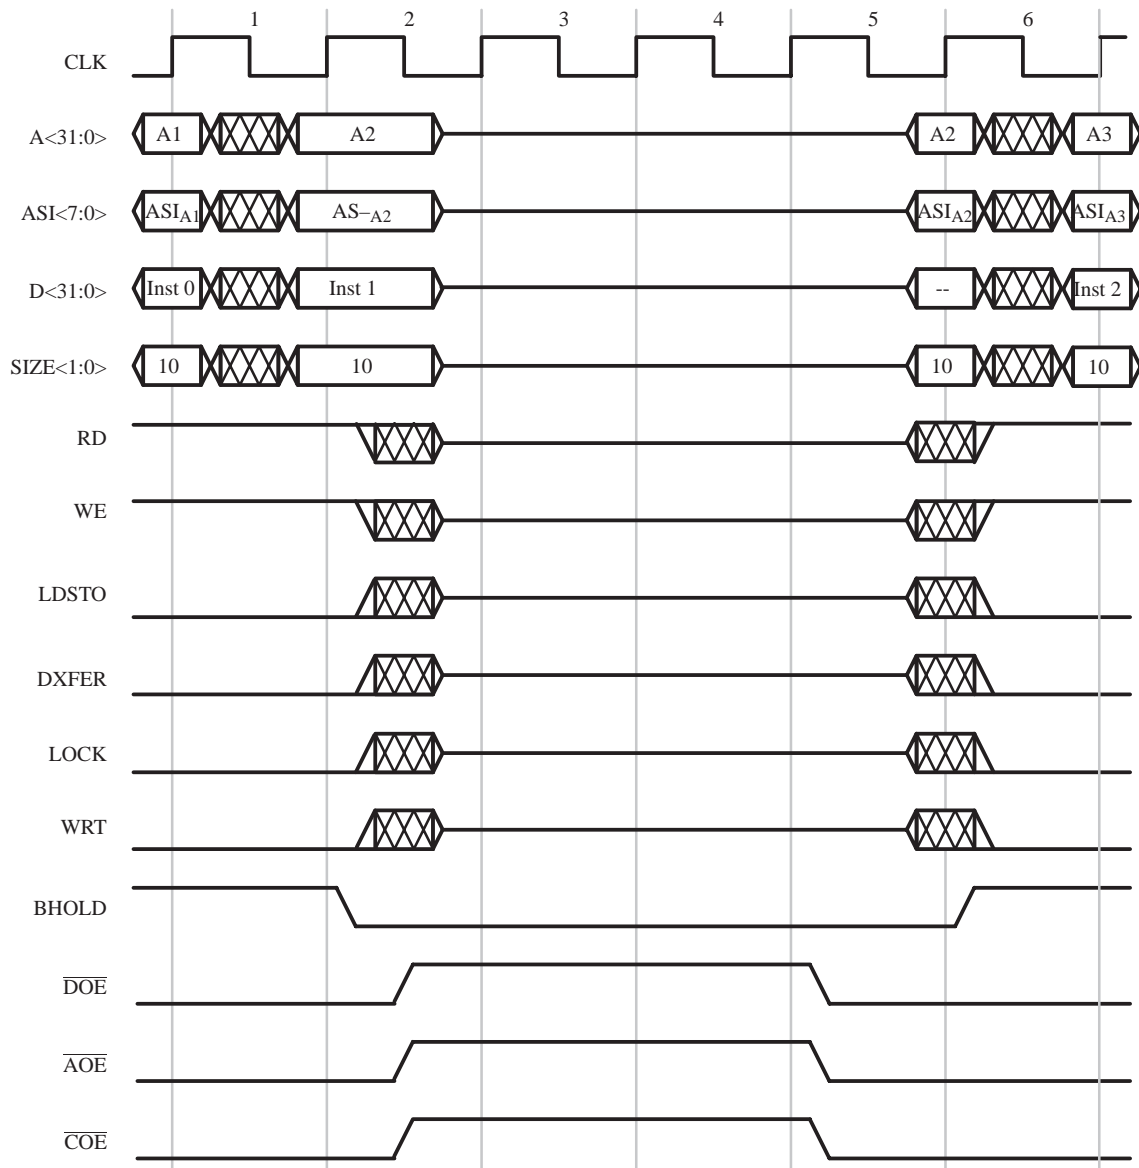 1 2 3 4 5 6
CLK
A<31:0> A1 A2 A2 A3
ASI<7:0> ASIA1 AS–A2 ASIA2 ASIA3
D<31:0> Inst 0 Inst 1 -- Inst 2
SIZE<1:0> 10 10 10 10
RD
WE
LDSTO
DXFER
LOCK
WRT
BHOLD
DOE
AOE
COE